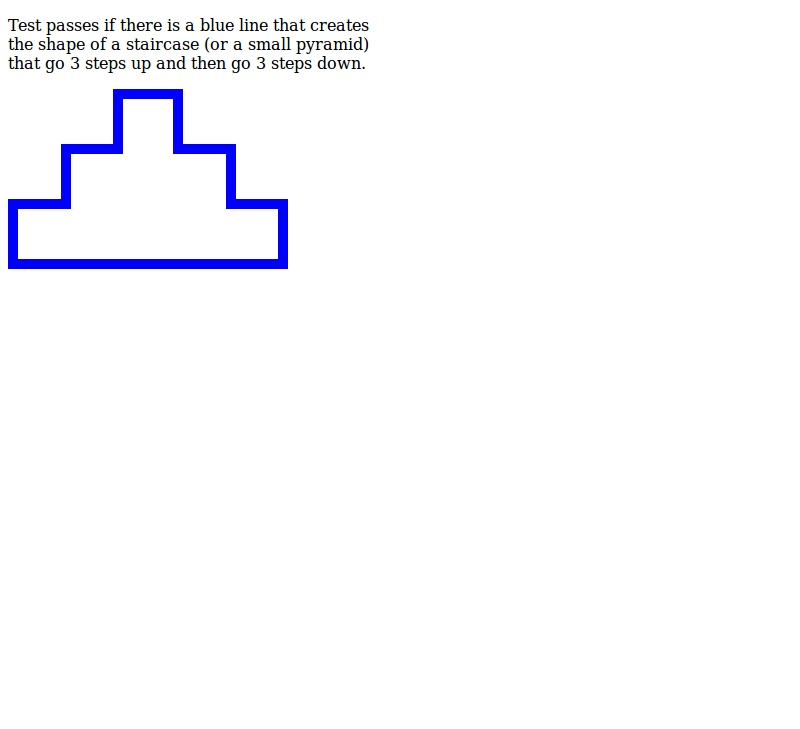 Test passes if there is a blue line that creates
the shape of a staircase (or a small pyramid)
that go 3 steps up and then go 3 steps down.